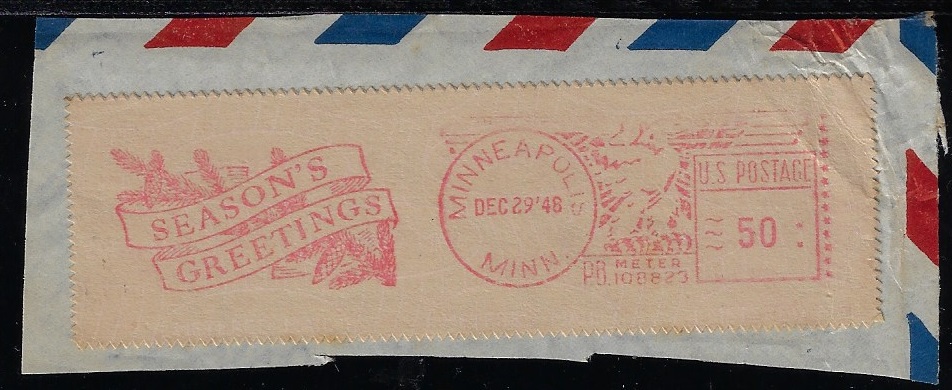 SEASON'S
GREETINGS
MINNEAPOLIS
DEC 29 '48
MINN.
METER
P.B. 108823
U.S POSTAGE
50